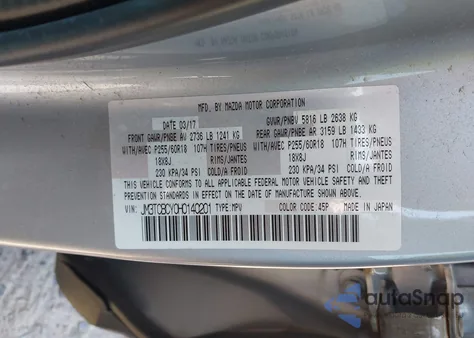 MFD. BY MAZDA MOTOR CORPORATION
DATE 03/17 GVWR/PNBV 5816 LB 2638 KG
FRONT GAWR/PNBE AV 2736 LB 1241 KG REAR GAWR/PNBE AR 3159 LB 1433 KG
WITH/AVEC P255/60R18 107H TIRES/PNEUS WITH/AVEC P255/60R18 107H TIRES/PNEUS
18X8J RIMS/JANTES 18X8J RIMS/JANTES
230 KPA/34 PSI COLD/A FROID 230 KPA/34 PSI COLD/A FROID
THIS VEHICLE CONFORMS TO ALL APPLICABLE FEDERAL MOTOR VEHICLE SAFETY AND THEFT
PREVENTION STANDARDS IN EFFECT ON THE DATE OF MANUFACTURE SHOWN ABOVE.
VIN: JM3TCBCY0H0140201 TYPE:MPV COLOR CODE:45P MADE IN JAPAN
autoSnap